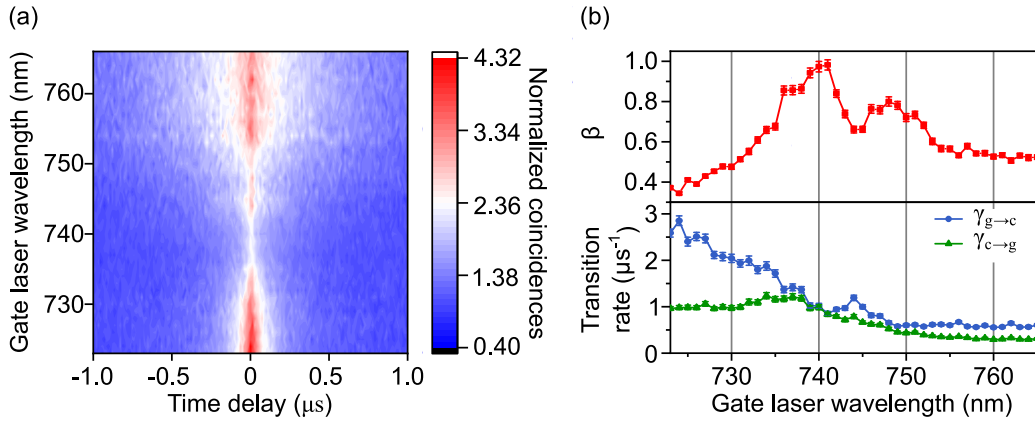 (a)
Gate laser wavelength (nm)
760
750
740
730
-1.0
-0.5
0
0.5
1.0
Time delay (μs)
4.32
3.34
2.36
1.38
0.40
Normalized coincidences
(b)
β
1.0
0.8
0.6
0.4
Transition
rate (μs⁻¹)
3
2
1
0
γg→c
γc→g
730
740
750
760
Gate laser wavelength (nm)